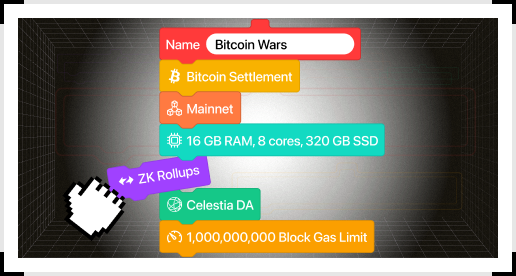 Name Bitcoin Wars
Bitcoin Settlement
Mainnet
16 GB RAM, 8 cores, 320 GB SSD
ZK Rollups
Celestia DA
1,000,000,000 Block Gas Limit